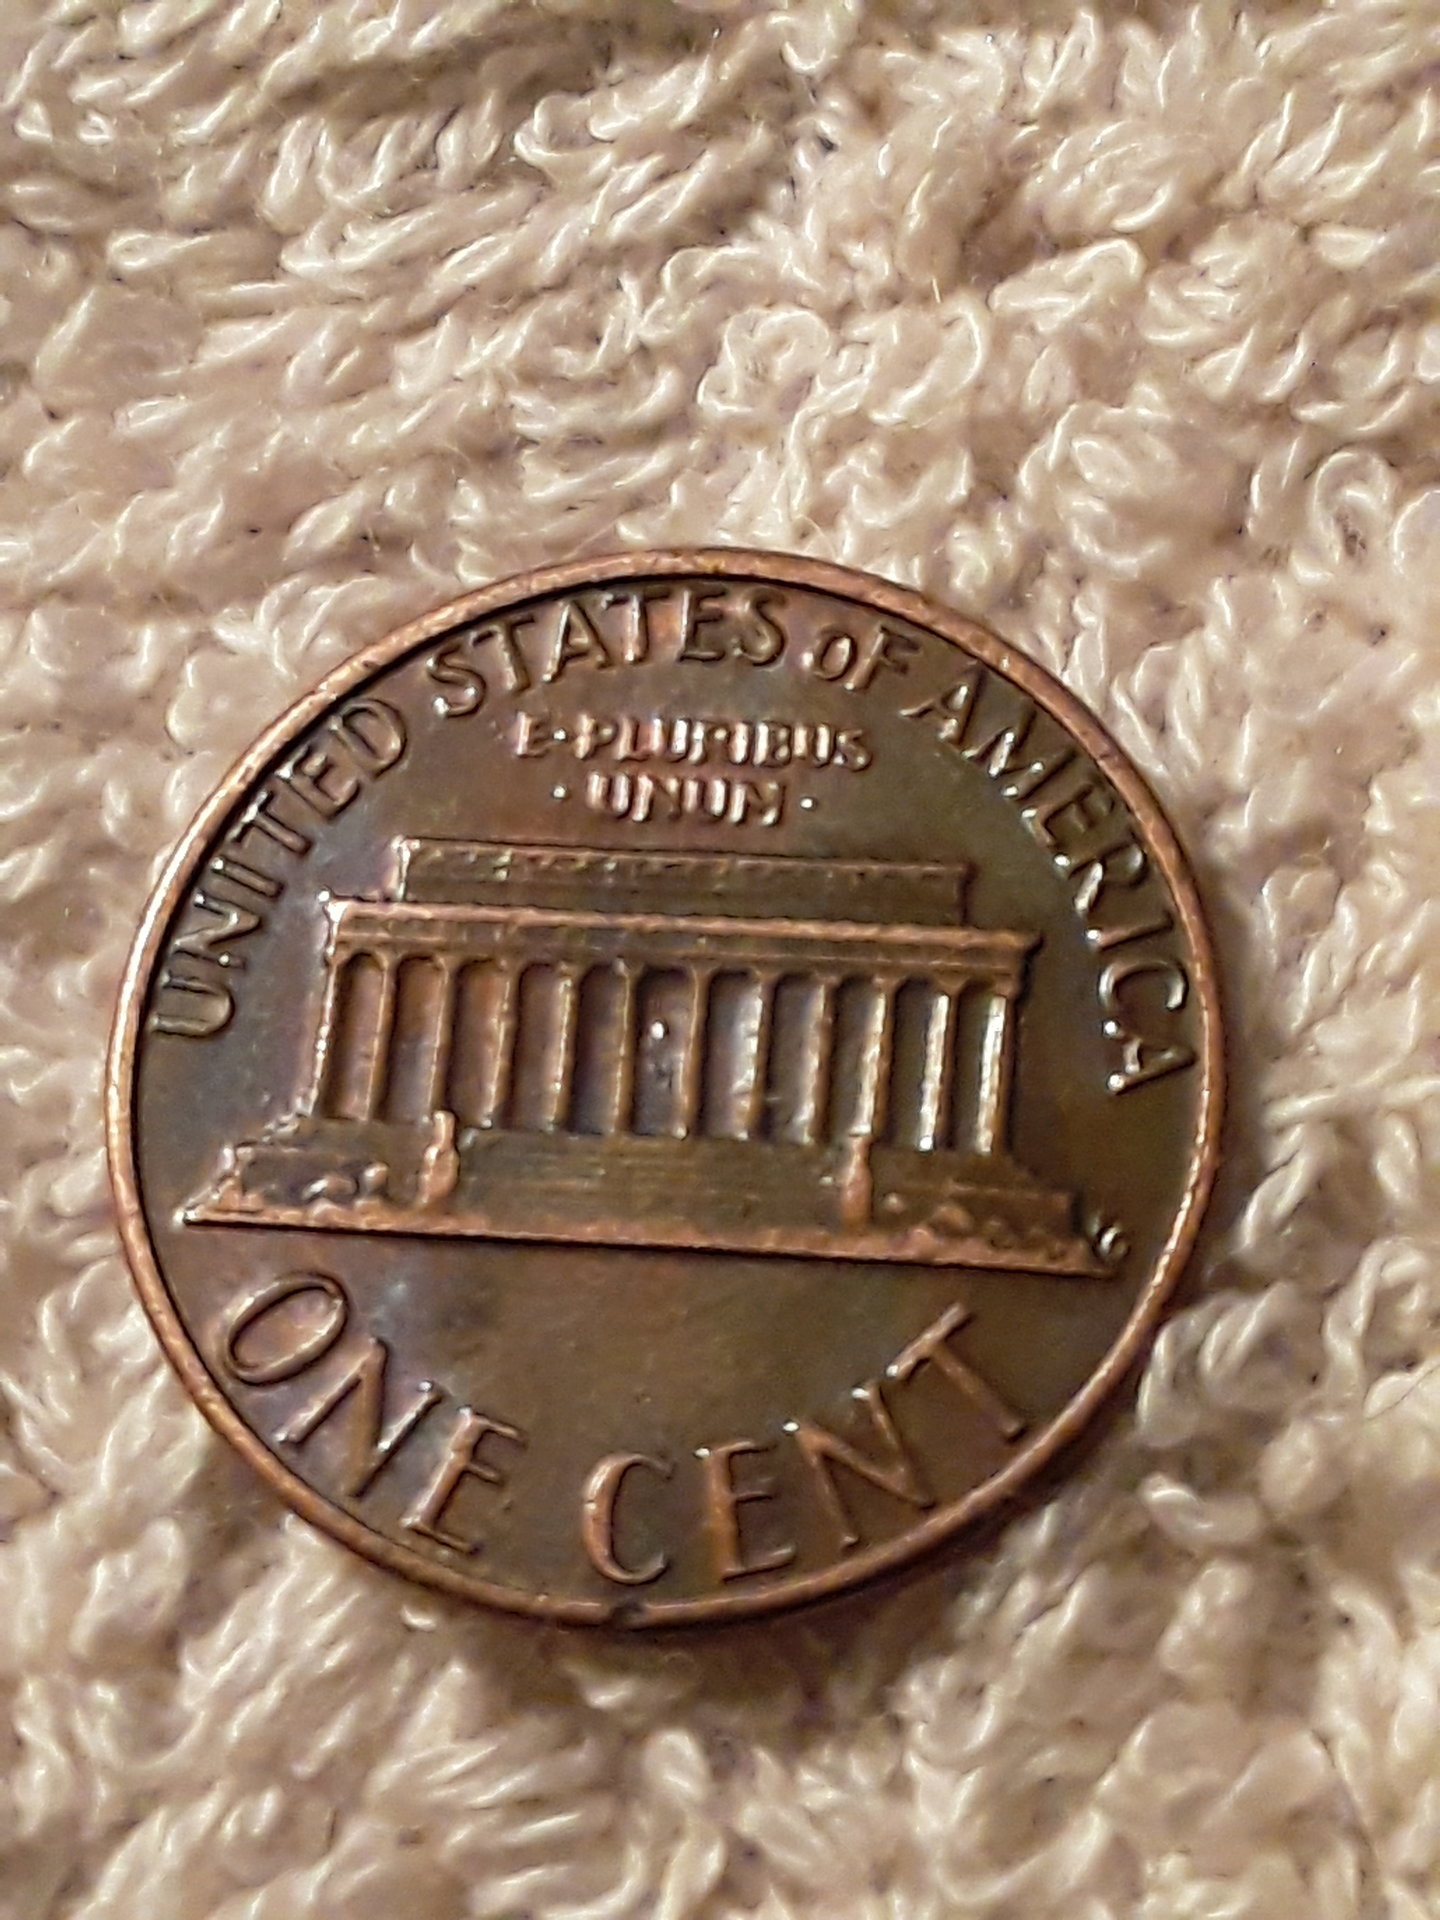 UNITED STATES OF AMERICA
E·PLURIBUS
·UNUM·
ONE CENT